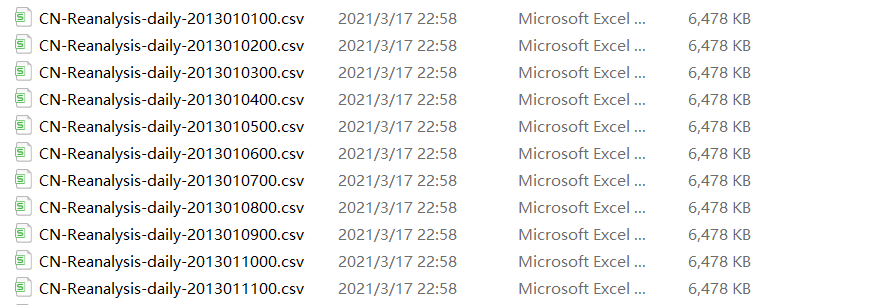 CN-Reanalysis-daily-2013010100.csv 2021/3/17 22:58 Microsoft Excel ... 6,478 KB
CN-Reanalysis-daily-2013010200.csv 2021/3/17 22:58 Microsoft Excel ... 6,478 KB
CN-Reanalysis-daily-2013010300.csv 2021/3/17 22:58 Microsoft Excel ... 6,478 KB
CN-Reanalysis-daily-2013010400.csv 2021/3/17 22:58 Microsoft Excel ... 6,478 KB
CN-Reanalysis-daily-2013010500.csv 2021/3/17 22:58 Microsoft Excel ... 6,478 KB
CN-Reanalysis-daily-2013010600.csv 2021/3/17 22:58 Microsoft Excel ... 6,478 KB
CN-Reanalysis-daily-2013010700.csv 2021/3/17 22:58 Microsoft Excel ... 6,478 KB
CN-Reanalysis-daily-2013010800.csv 2021/3/17 22:58 Microsoft Excel ... 6,478 KB
CN-Reanalysis-daily-2013010900.csv 2021/3/17 22:58 Microsoft Excel ... 6,478 KB
CN-Reanalysis-daily-2013011000.csv 2021/3/17 22:58 Microsoft Excel ... 6,478 KB
CN-Reanalysis-daily-2013011100.csv 2021/3/17 22:58 Microsoft Excel ... 6,478 KB